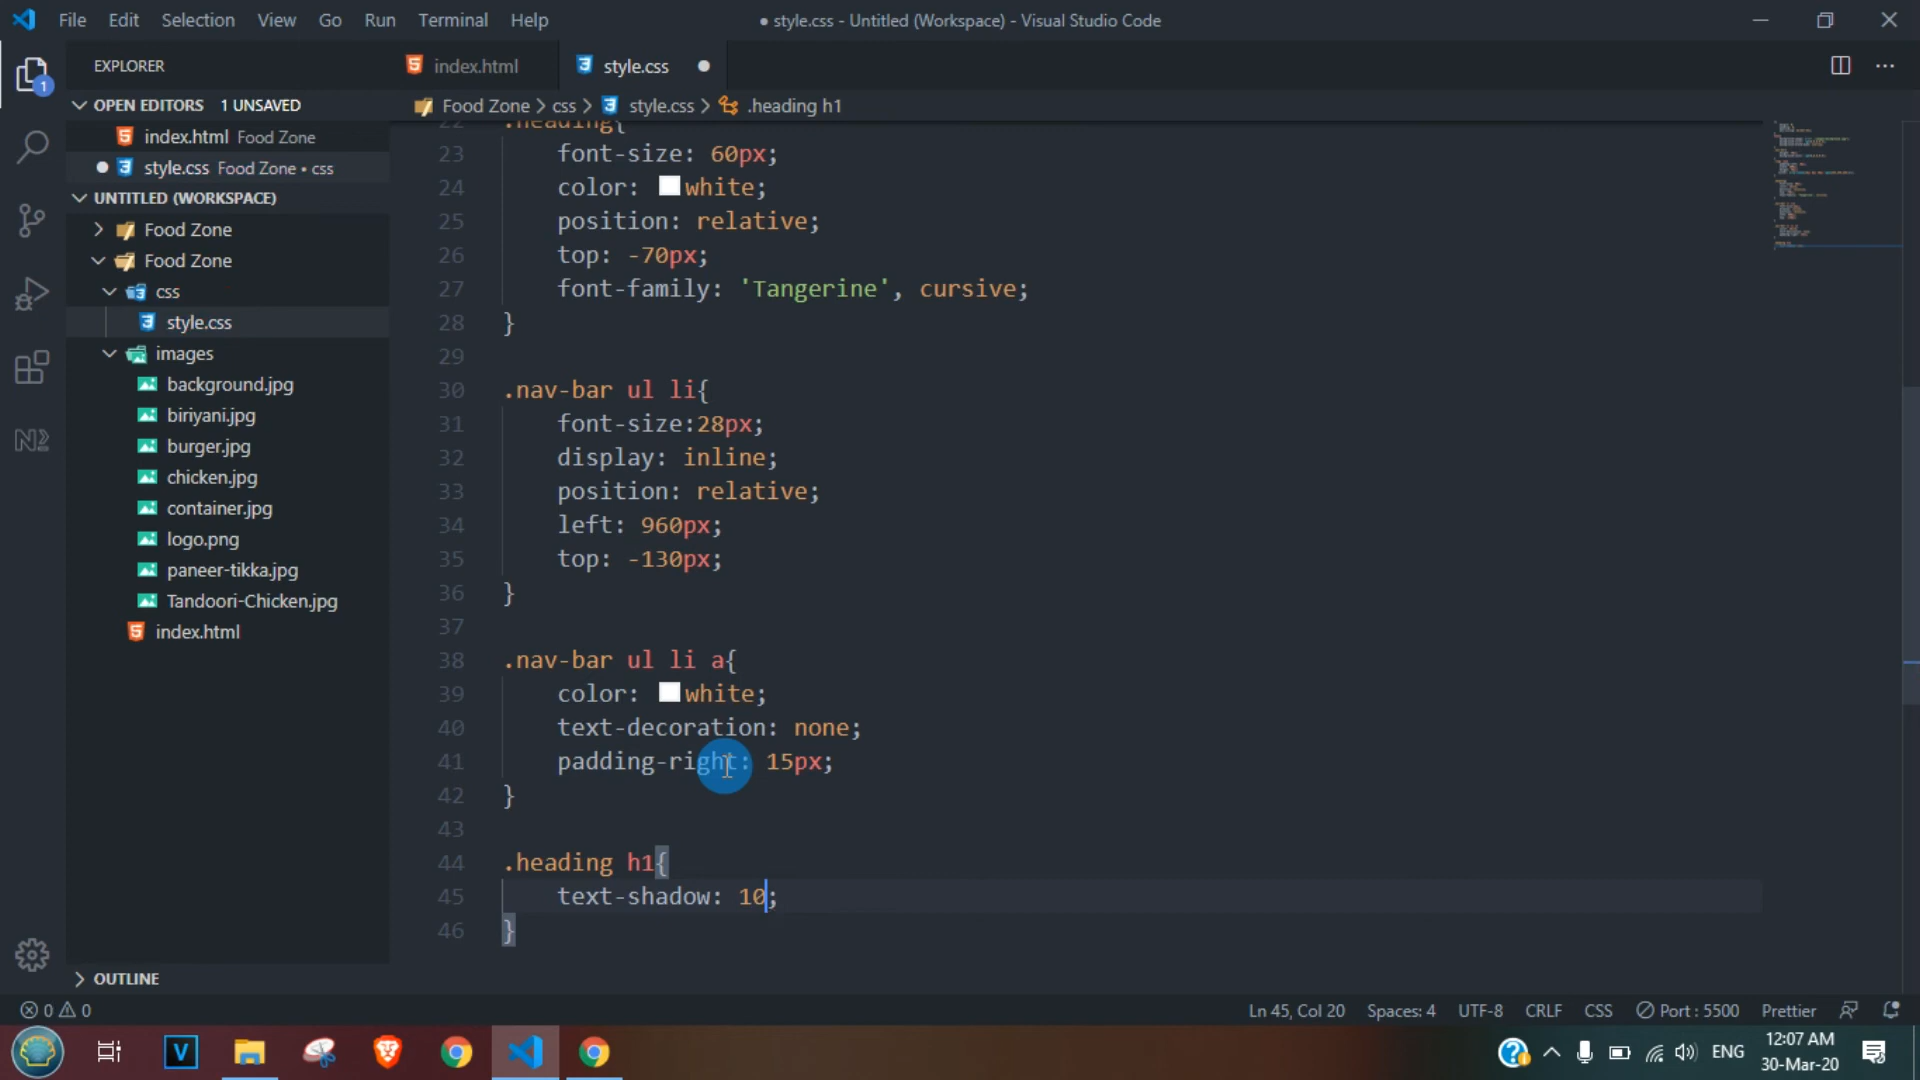 File Edit Selection View Go Run Terminal Help
● style.css - Untitled (Workspace) - Visual Studio Code
EXPLORER
index.html
style.css
OPEN EDITORS 1 UNSAVED
index.html Food Zone
style.css Food Zone • css
UNTITLED (WORKSPACE)
Food Zone
Food Zone
css
style.css
images
background.jpg
biriyani.jpg
burger.jpg
chicken.jpg
container.jpg
logo.png
paneer-tikka.jpg
Tandoori-Chicken.jpg
index.html
OUTLINE
1
Food Zone > css > style.css > .heading h1
22 .heading{
23 font-size: 60px;
24 color: white;
25 position: relative;
26 top: -70px;
27 font-family: 'Tangerine', cursive;
28 }
29
30 .nav-bar ul li{
31 font-size:28px;
32 display: inline;
33 position: relative;
34 left: 960px;
35 top: -130px;
36 }
37
38 .nav-bar ul li a{
39 color: white;
40 text-decoration: none;
41 padding-right: 15px;
42 }
43
44 .heading h1{
45 text-shadow: 10;
46 }
0 0
Ln 45, Col 20 Spaces: 4 UTF-8 CRLF CSS Port : 5500 Prettier
V
ENG
12:07 AM
30-Mar-20